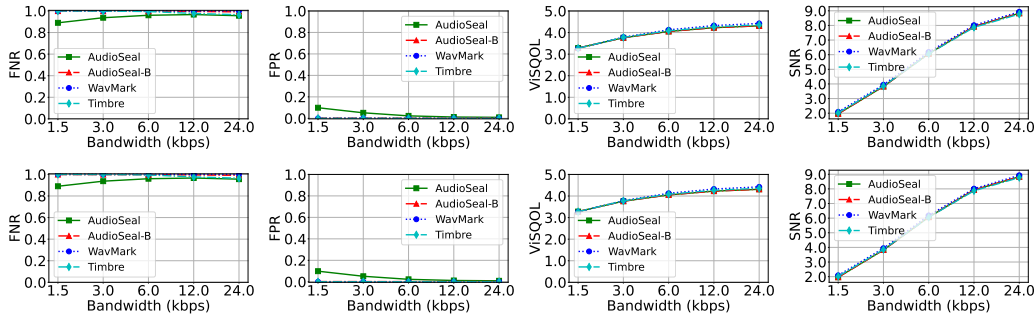 1.0
0.8
0.6
0.4
0.2
0.0
FNR
AudioSeal
AudioSeal-B
WavMark
Timbre
1.5 3.0 6.0 12.0 24.0
Bandwidth (kbps)
1.0
0.8
0.6
0.4
0.2
0.0
FPR
AudioSeal
AudioSeal-B
WavMark
Timbre
1.5 3.0 6.0 12.0 24.0
Bandwidth (kbps)
5.0
4.0
3.0
2.0
1.0
0.0
ViSQOL
AudioSeal
AudioSeal-B
WavMark
Timbre
1.5 3.0 6.0 12.0 24.0
Bandwidth (kbps)
9.0
8.0
7.0
6.0
5.0
4.0
3.0
2.0
SNR
AudioSeal
AudioSeal-B
WavMark
Timbre
1.5 3.0 6.0 12.0 24.0
Bandwidth (kbps)
1.0
0.8
0.6
0.4
0.2
0.0
FNR
AudioSeal
AudioSeal-B
WavMark
Timbre
1.5 3.0 6.0 12.0 24.0
Bandwidth (kbps)
1.0
0.8
0.6
0.4
0.2
0.0
FPR
AudioSeal
AudioSeal-B
WavMark
Timbre
1.5 3.0 6.0 12.0 24.0
Bandwidth (kbps)
5.0
4.0
3.0
2.0
1.0
0.0
ViSQOL
AudioSeal
AudioSeal-B
WavMark
Timbre
1.5 3.0 6.0 12.0 24.0
Bandwidth (kbps)
9.0
8.0
7.0
6.0
5.0
4.0
3.0
2.0
SNR
AudioSeal
AudioSeal-B
WavMark
Timbre
1.5 3.0 6.0 12.0 24.0
Bandwidth (kbps)